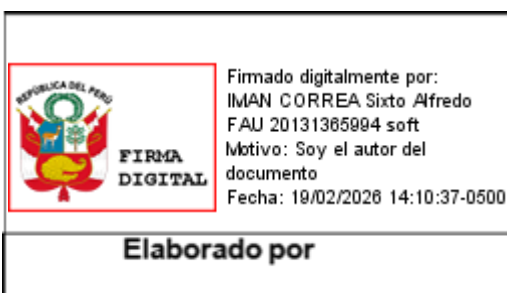 REPÚBLICA DEL PERÚ
FIRMA
DIGITAL
Firmado digitalmente por:
IMAN CORREA Sixto Alfredo
FAU 20131365994 soft
Motivo: Soy el autor del
documento
Fecha: 19/02/2026 14:10:37-0500
Elaborado por